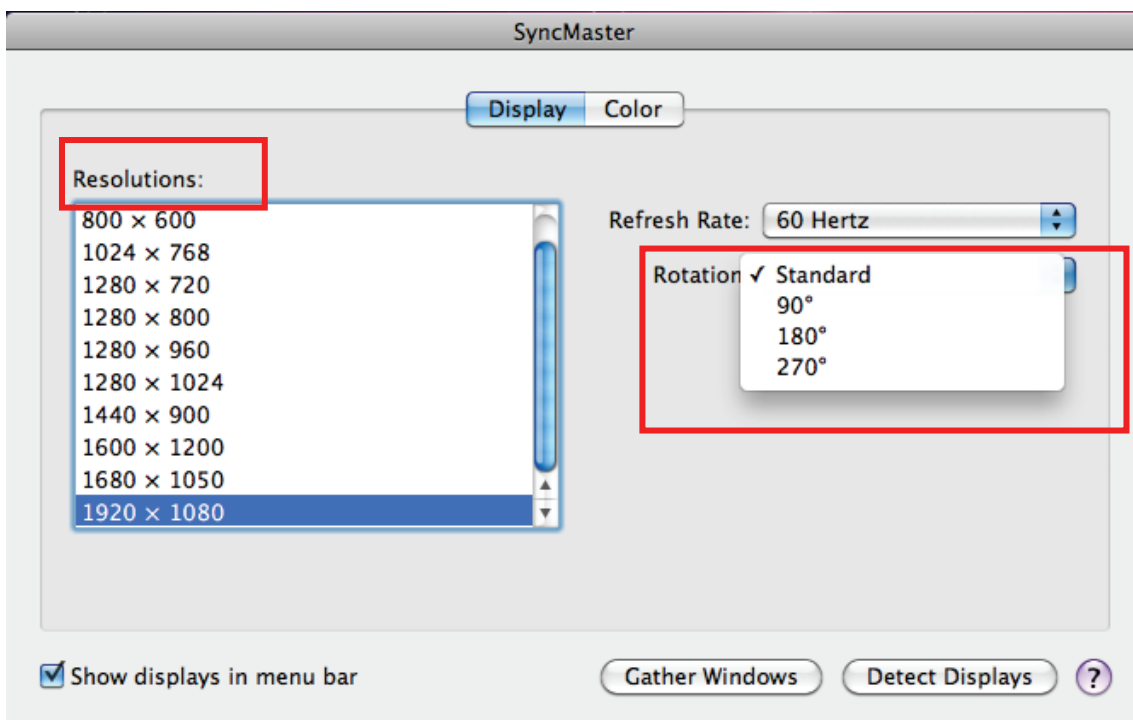 SyncMaster
Display Color
Resolutions:
800 × 600
1024 × 768
1280 × 720
1280 × 800
1280 × 960
1280 × 1024
1440 × 900
1600 × 1200
1680 × 1050
1920 × 1080
Refresh Rate: 60 Hertz
Rotation ✓ Standard
90°
180°
270°
Show displays in menu bar
Gather Windows Detect Displays ?